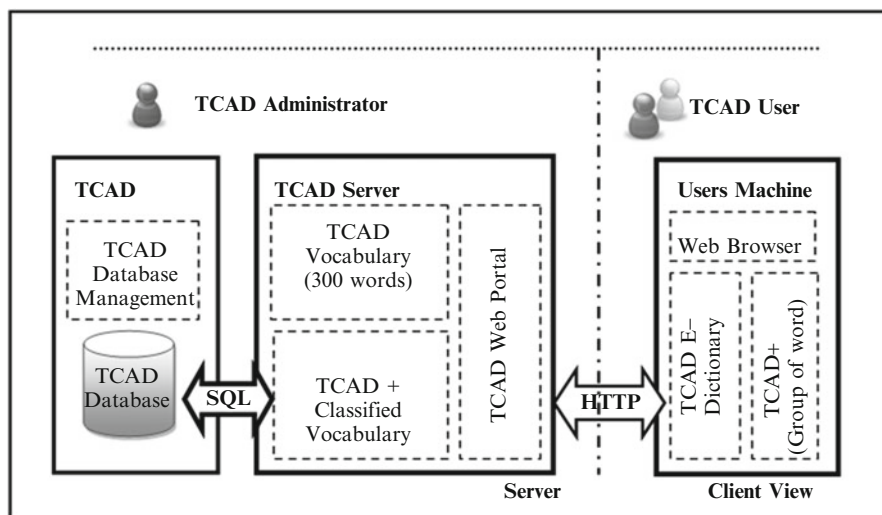 TCAD Administrator
TCAD User
TCAD
TCAD
Database
Management
TCAD
Database
SQL
TCAD Server
TCAD
Vocabulary
(300 words)
TCAD +
Classified
Vocabulary
TCAD Web Portal
Server
HTTP
Users Machine
Web Browser
TCAD E–
Dictionary
TCAD+
(Group of word)
Client View